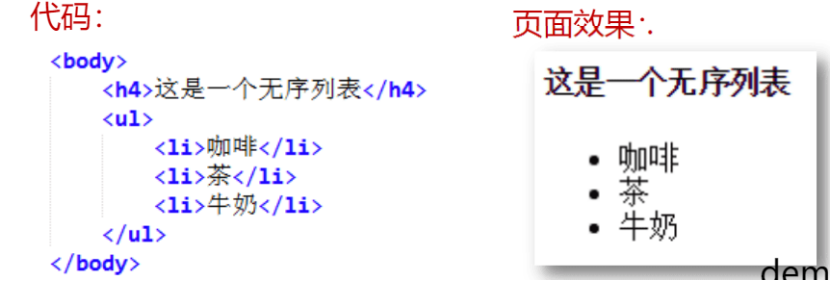 代码：
<body>
<h4>这是一个无序列表</h4>
<ul>
<li>咖啡</li>
<li>茶</li>
<li>牛奶</li>
</ul>
</body>
页面效果：
这是一个无序列表
• 咖啡
• 茶
• 牛奶
dem